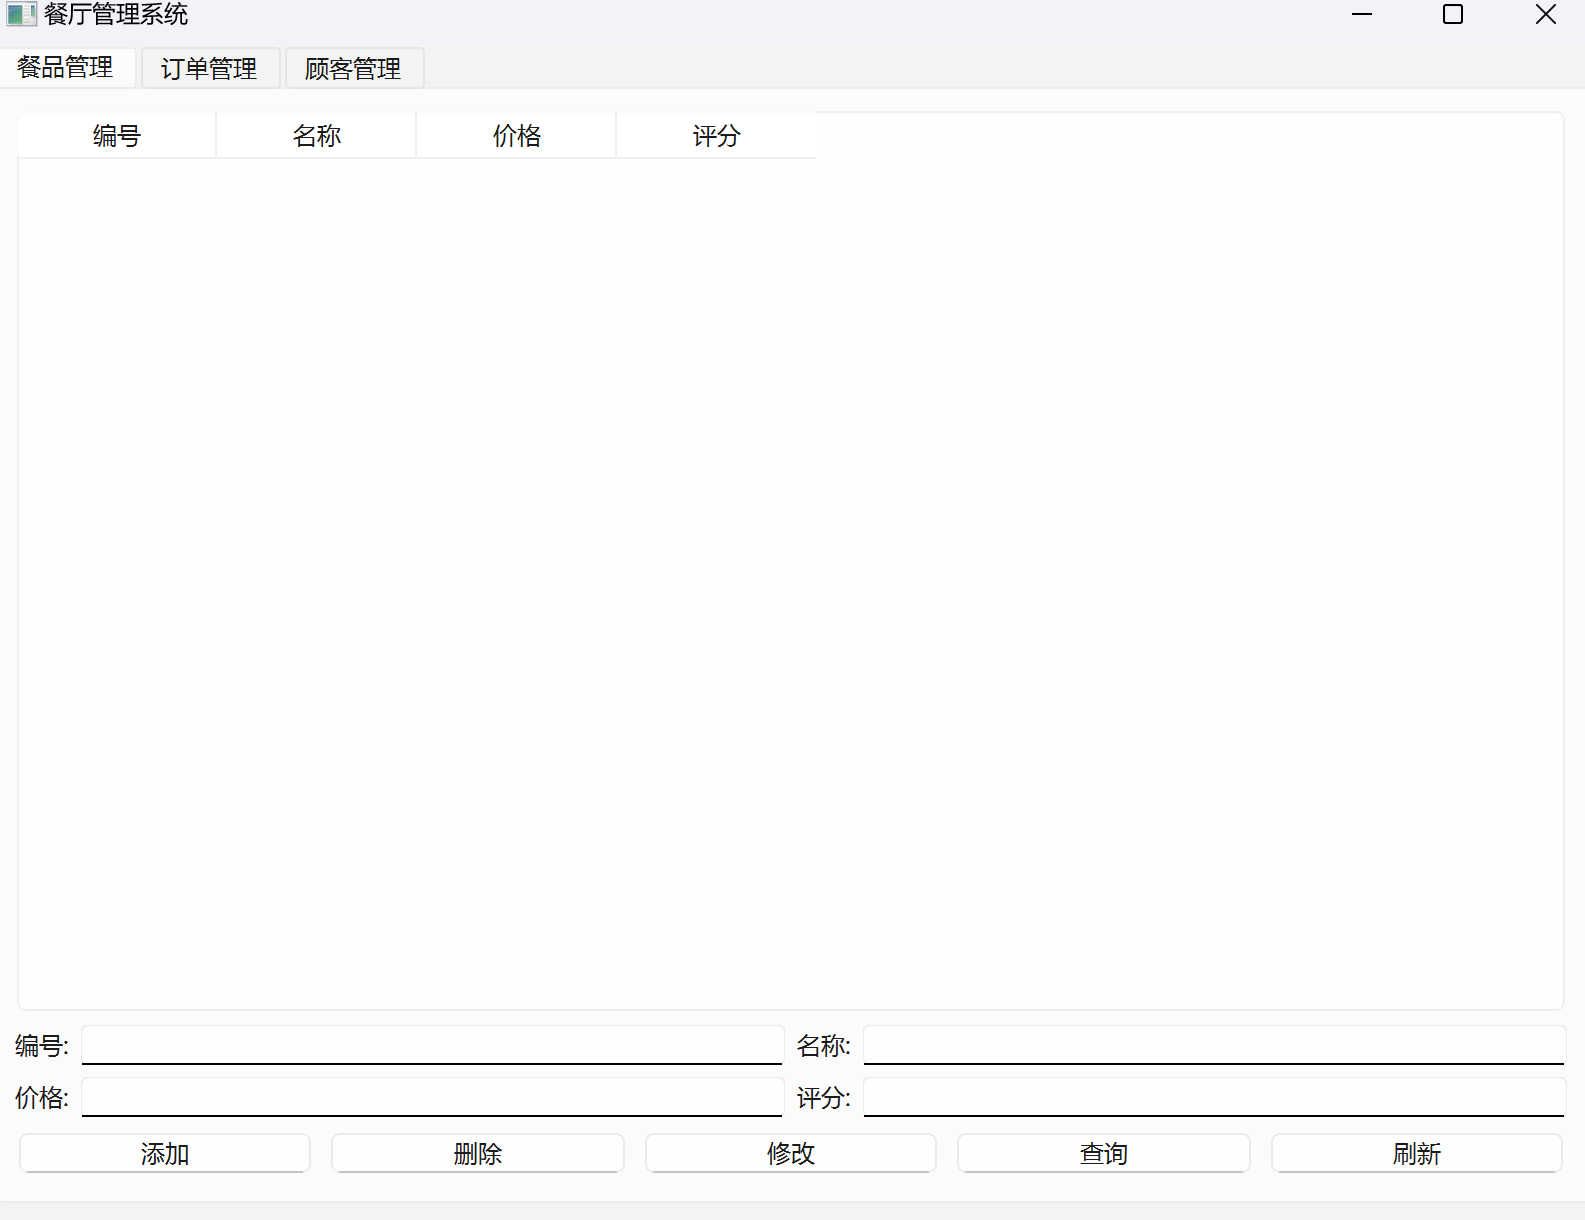 餐厅管理系统
餐品管理 订单管理 顾客管理
编号 名称 价格 评分
编号: 名称:
价格: 评分:
添加 删除 修改 查询 刷新